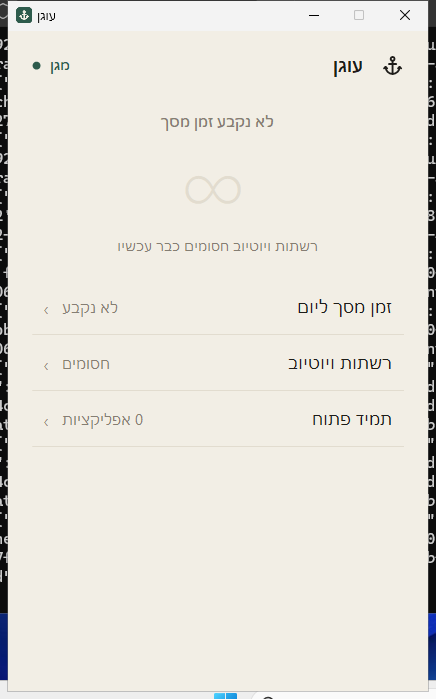 עוגן
עוגן
מגן
לא נקבע זמן מסך
רשתות ויוטיוב חסומים כבר עכשיו
זמן מסך ליום
לא נקבע
רשתות ויוטיוב
חסומים
תמיד פתוח
0 אפליקציות